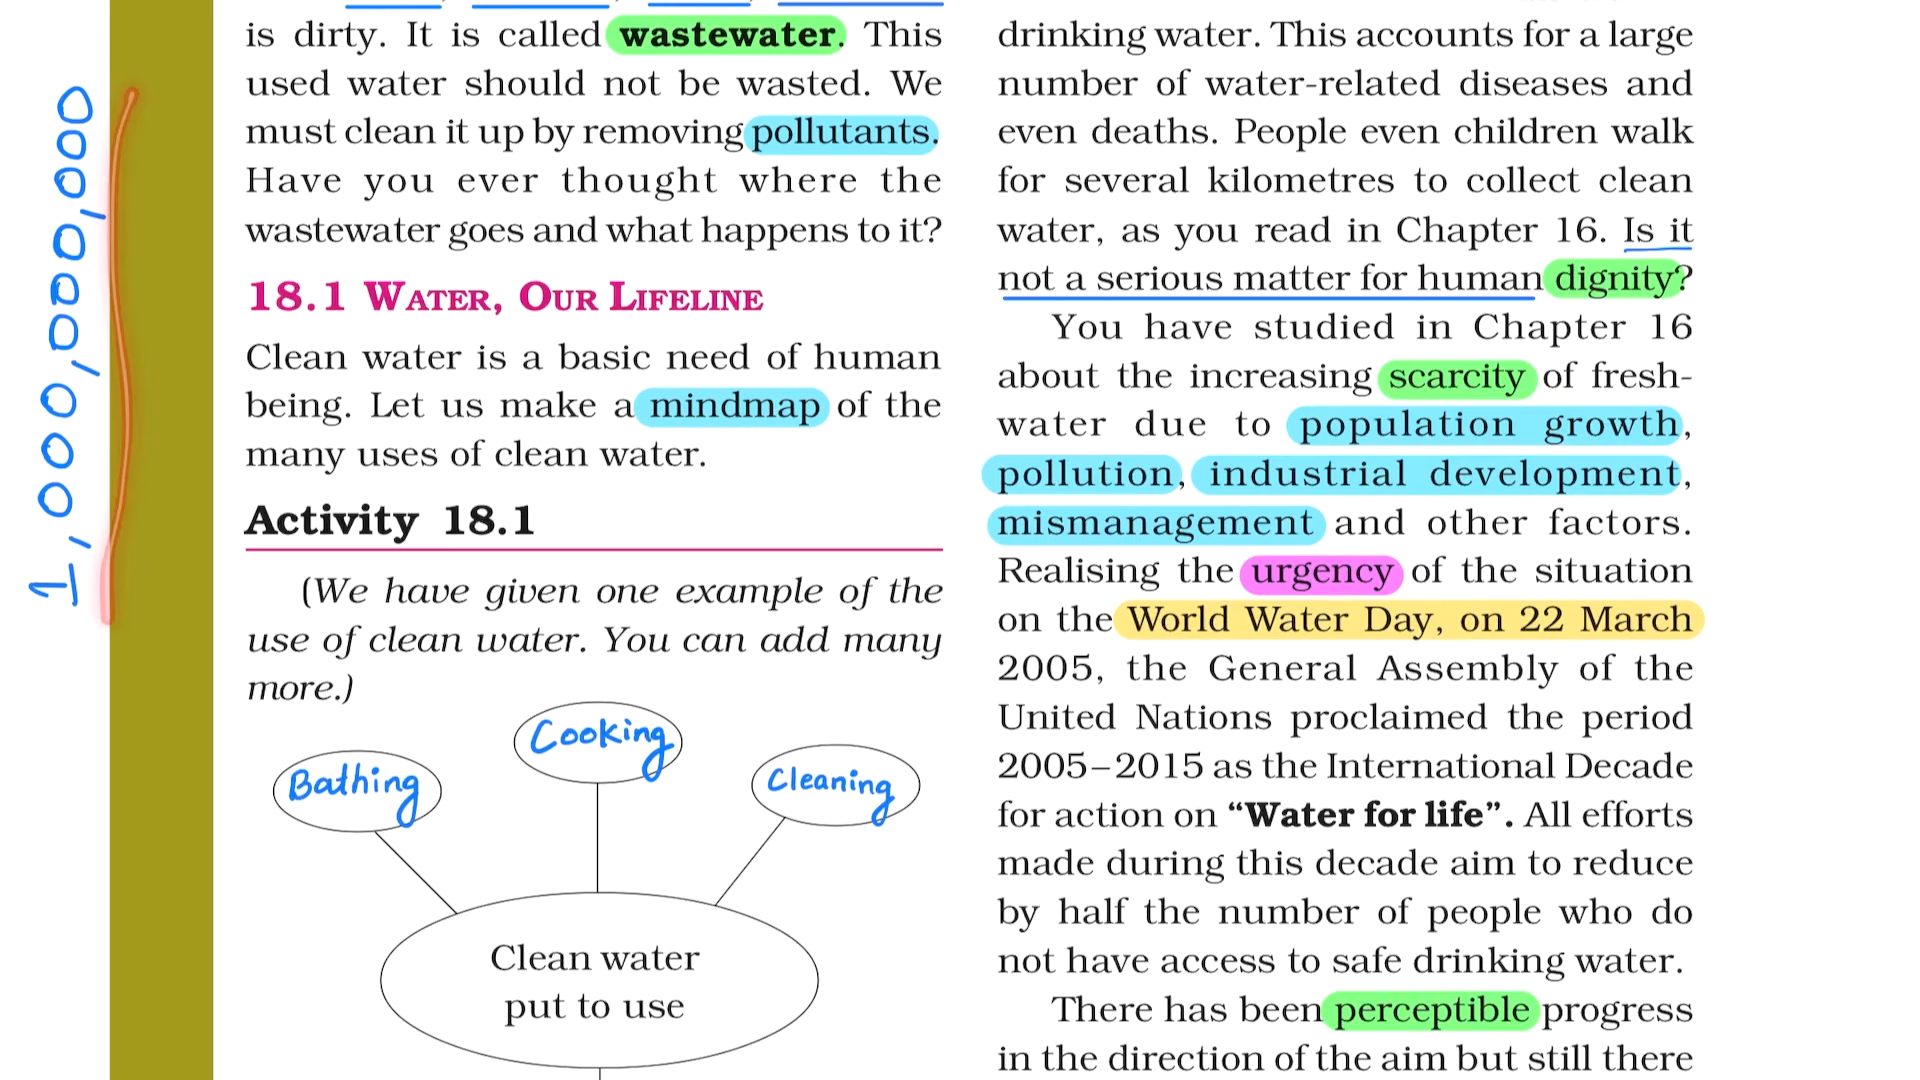 1,000,000,000
is dirty. It is called wastewater. This
used water should not be wasted. We
must clean it up by removing pollutants.
Have you ever thought where the
wastewater goes and what happens to it?
18.1 WATER, OUR LIFELINE
Clean water is a basic need of human
being. Let us make a mindmap of the
many uses of clean water.
Activity 18.1
(We have given one example of the
use of clean water. You can add many
more.)
Bathing
Cooking
Cleaning
Clean water
put to use
drinking water. This accounts for a large
number of water-related diseases and
even deaths. People even children walk
for several kilometres to collect clean
water, as you read in Chapter 16. Is it
not a serious matter for human dignity?
You have studied in Chapter 16
about the increasing scarcity of fresh-
water due to population growth,
pollution, industrial development,
mismanagement and other factors.
Realising the urgency of the situation
on the World Water Day, on 22 March
2005, the General Assembly of the
United Nations proclaimed the period
2005–2015 as the International Decade
for action on “Water for life”. All efforts
made during this decade aim to reduce
by half the number of people who do
not have access to safe drinking water.
There has been perceptible progress
in the direction of the aim but still there